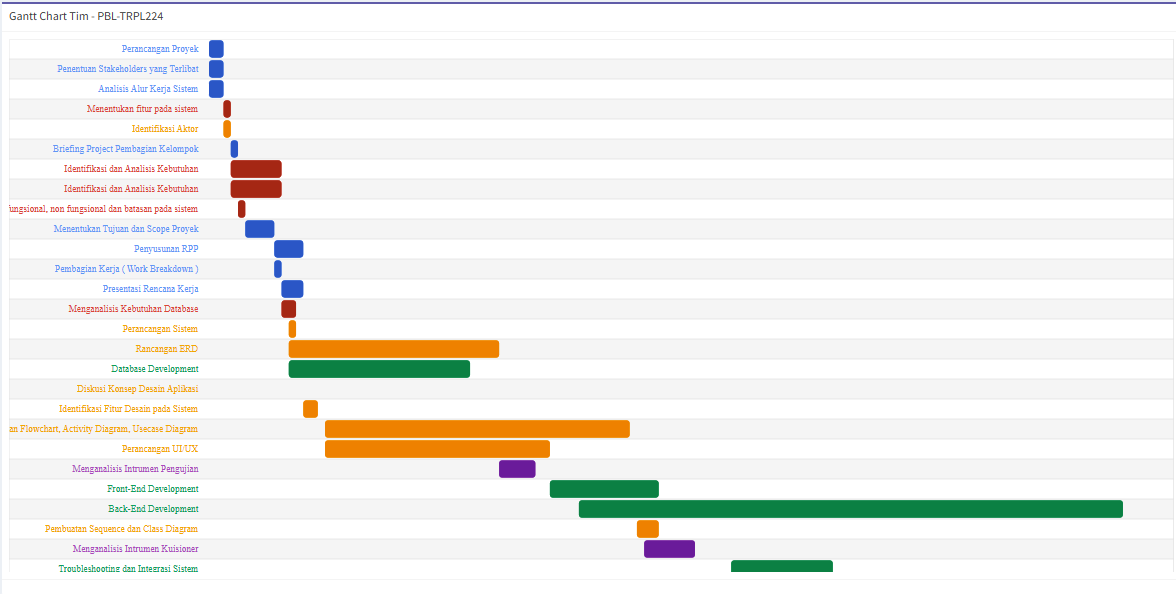 Gantt Chart Tim - PBL-TRPL224
Perancangan Proyek
Penentuan Stakeholders yang Terlibat
Analisis Alur Kerja Sistem
Menentukan fitur pada sistem
Identifikasi Aktor
Briefing Project Pembagian Kelompok
Identifikasi dan Analisis Kebutuhan
Identifikasi dan Analisis Kebutuhan
ungsional, non fungsional dan batasan pada sistem
Menentukan Tujuan dan Scope Proyek
Penyusunan RPP
Pembagian Kerja ( Work Breakdown )
Presentasi Rencana Kerja
Menganalisis Kebutuhan Database
Perancangan Sistem
Rancangan ERD
Database Development
Diskusi Konsep Desain Aplikasi
Identifikasi Fitur Desain pada Sistem
an Flowchart, Activity Diagram, Usecase Diagram
Perancangan UI/UX
Menganalisis Intrumen Pengujian
Front-End Development
Back-End Development
Pembuatan Sequence dan Class Diagram
Menganalisis Intrumen Kuisioner
Troubleshooting dan Integrasi Sistem